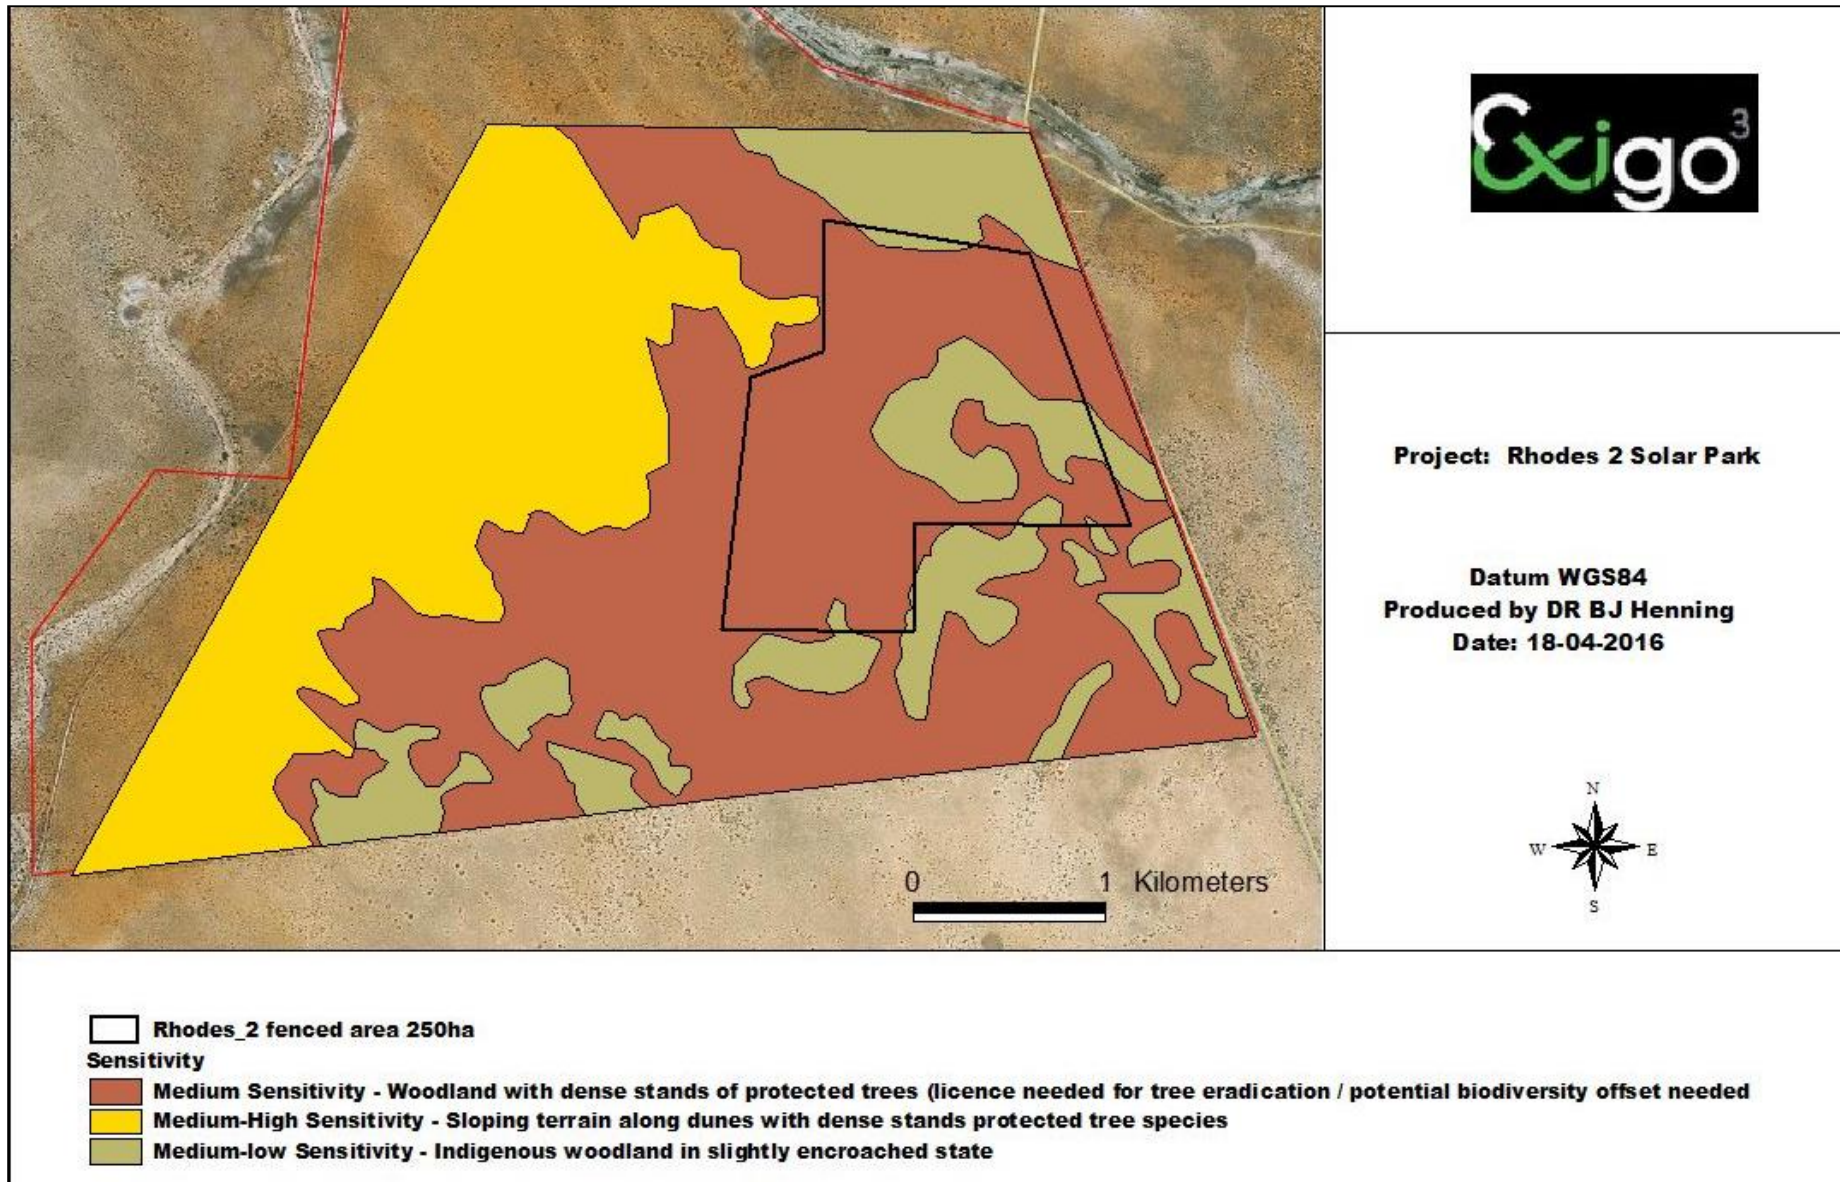 Exigo3
Project: Rhodes 2 Solar Park
Datum WGS84
Produced by DR BJ Henning
Date: 18-04-2016
N
W E
S
0 1 Kilometers
Rhodes_2 fenced area 250ha
Sensitivity
Medium Sensitivity - Woodland with dense stands of protected trees (licence needed for tree eradication / potential biodiversity offset needed
Medium-High Sensitivity - Sloping terrain along dunes with dense stands protected tree species
Medium-low Sensitivity - Indigenous woodland in slightly encroached state